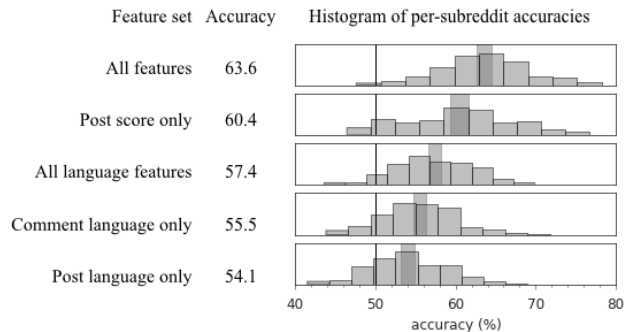 Feature set Accuracy Histogram of per-subreddit accuracies
All features 63.6
Post score only 60.4
All language features 57.4
Comment language only 55.5
Post language only 54.1
40 50 60 70 80
accuracy (%)